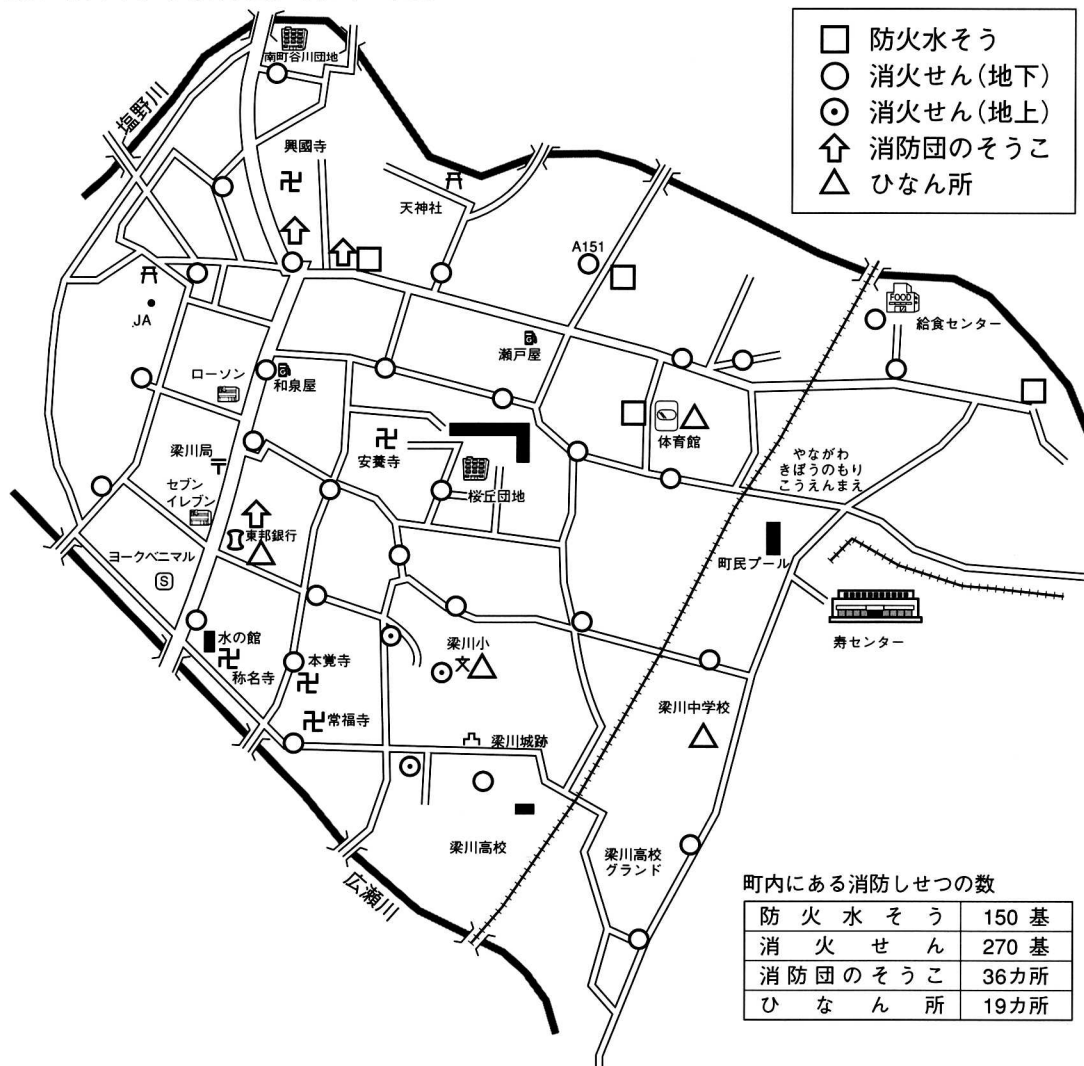 防火水そう
消火せん(地下)
消火せん(地上)
消防団のそうこ
ひなん所
南町谷川団地
塩野川
興國寺
天神社
A151
FOOD
給食センター
JA
瀬戸屋
ローソン
和泉屋
体育館
梁川局
安養寺
やながわ
きぼうのもり
こうえんまえ
セブン
イレブン
桜丘団地
東邦銀行
ヨークベニマル
S
町民プール
寿センター
水の館
梁川小
文
称名寺
本覚寺
梁川中学校
常福寺
梁川城跡
梁川高校
梁川高校
グランド
広瀬川
町内にある消防しせつの数
防火水そう 150 基
消火せん 270 基
消防団のそうこ 36カ所
ひなん所 19カ所